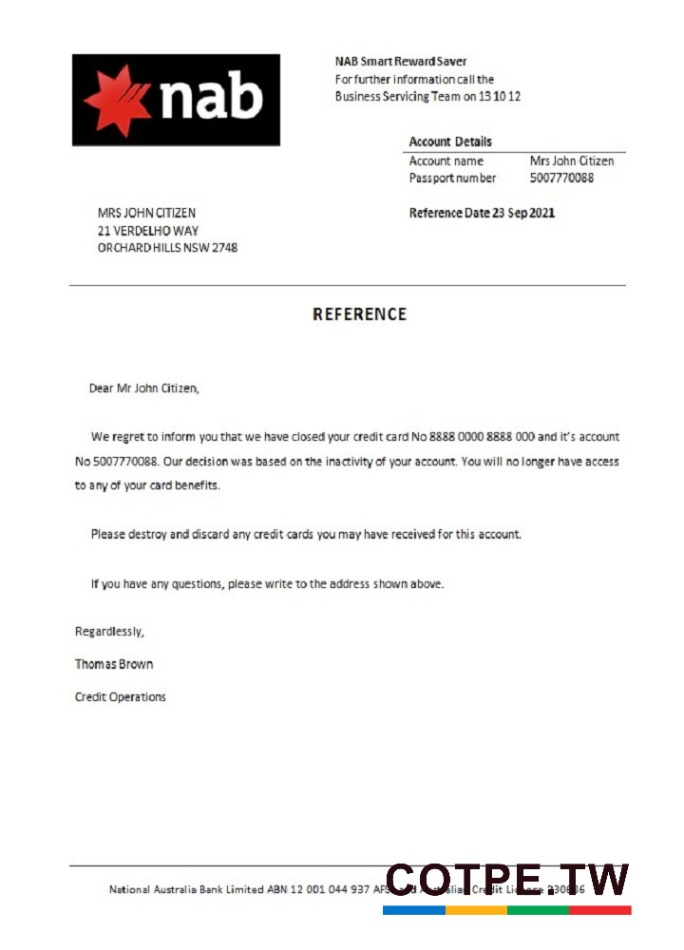 nab
NAB Smart Reward Saver
For further information call the
Business Servicing Team on 13 10 12
Account Details
Account name Mrs John Citizen
Passport number 5007770088
MRS JOHN CITIZEN
21 VERDELHO WAY
ORCHARD HILLS NSW 2748
Reference Date 23 Sep 2021
REFERENCE
Dear Mr John Citizen,
We regret to inform you that we have closed your credit card No 8888 0000 8888 000 and it's account
No 5007770088. Our decision was based on the inactivity of your account. You will no longer have access
to any of your card benefits.
Please destroy and discard any credit cards you may have received for this account.
If you have any questions, please write to the address shown above.
Regardlessly,
Thomas Brown
Credit Operations
National Australia Bank Limited ABN 12 001 044 937 and Credit
COTPE.TW